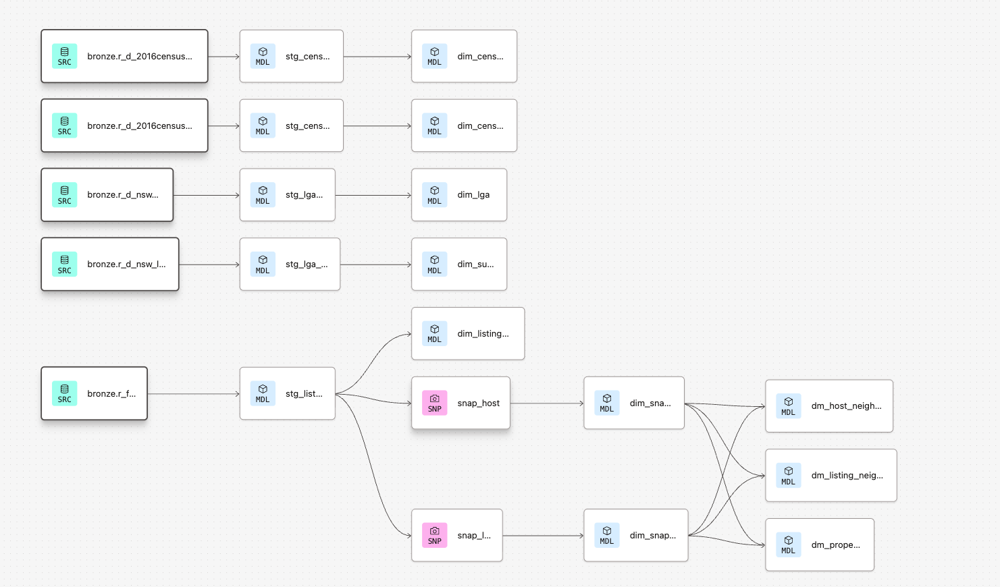 SRC bronze.r_d_2016census...
MDL stg_cens...
MDL dim_cens...
SRC bronze.r_d_2016census...
MDL stg_cens...
MDL dim_cens...
SRC bronze.r_d_nsw...
MDL stg_lga...
MDL dim_lga
SRC bronze.r_d_nsw_l...
MDL stg_lga_...
MDL dim_su...
MDL dim_listing...
SRC bronze.r_f...
MDL stg_list...
SNP snap_host
MDL dim_sna...
MDL dm_host_neigh...
MDL dm_listing_neig...
SNP snap_l...
MDL dim_snap...
MDL dm_prope...